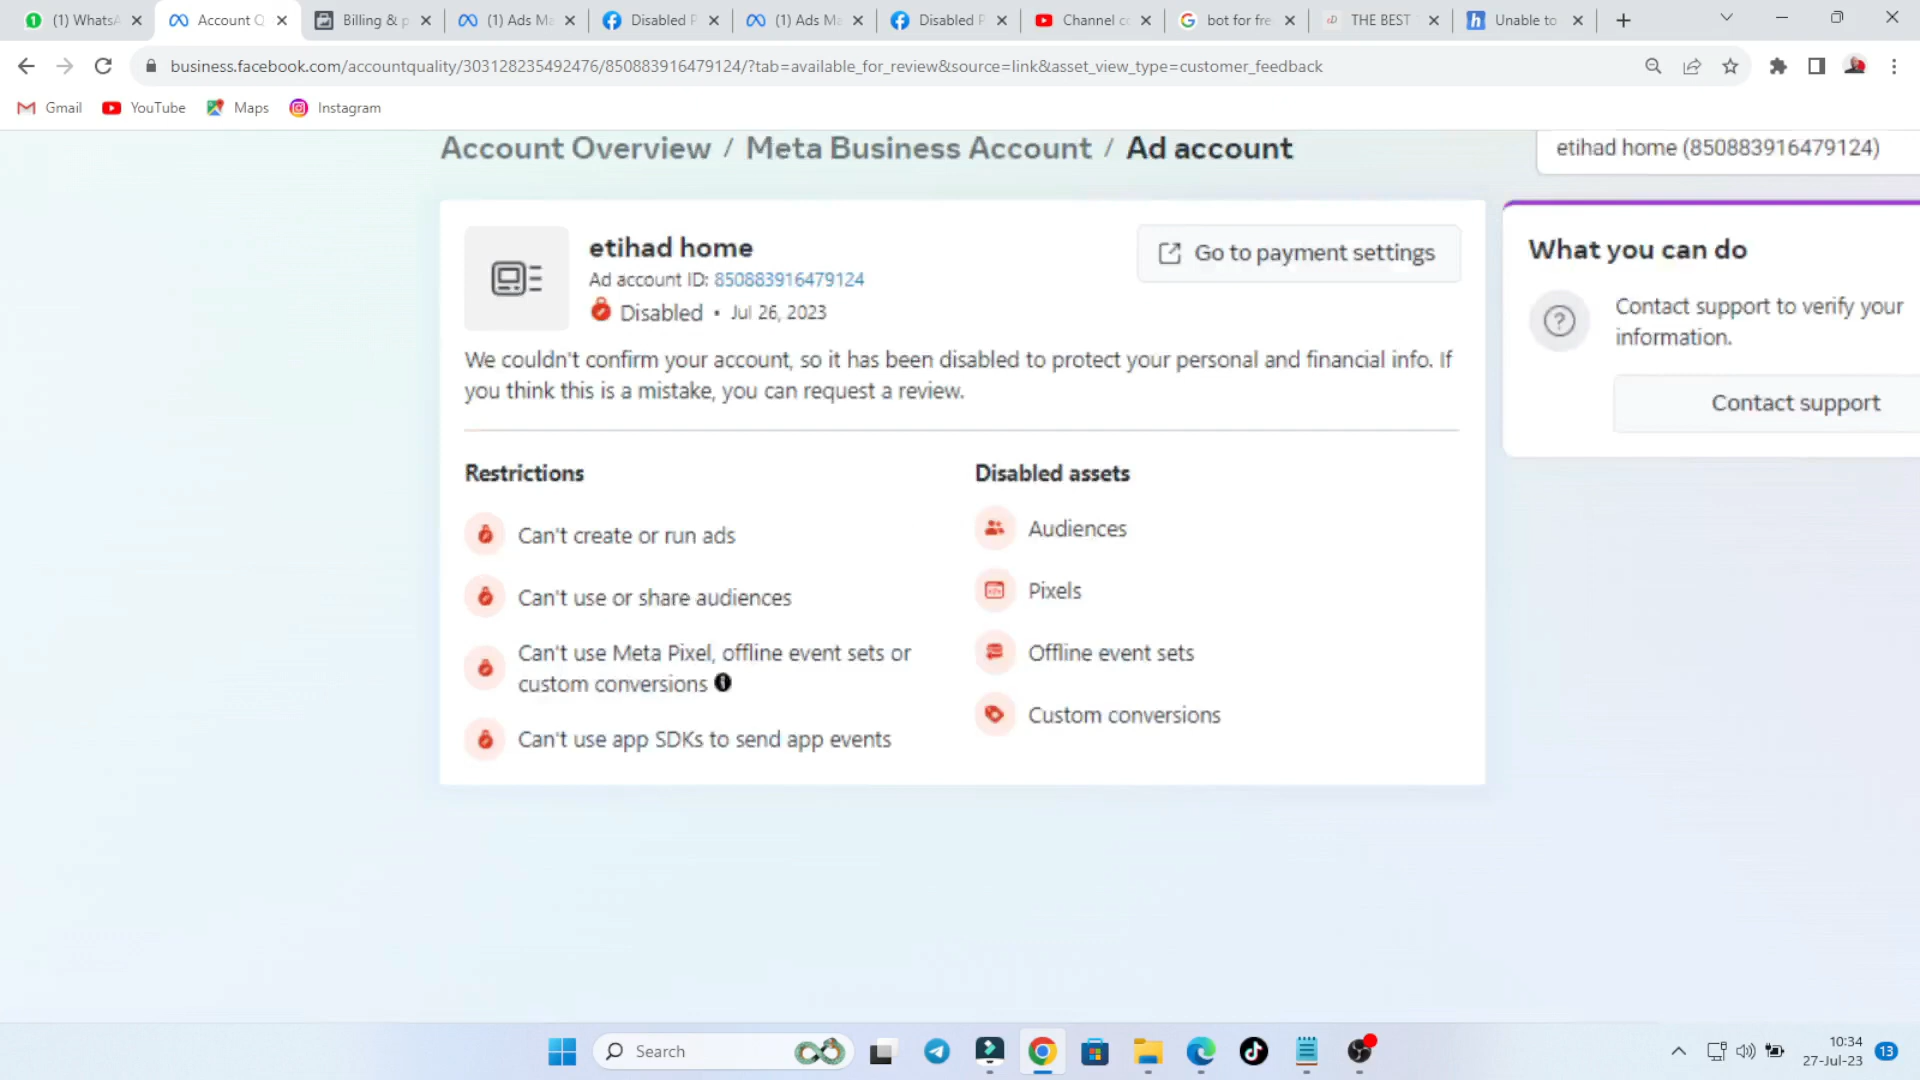 (1) WhatsA
Account Q
Billing & p
(1) Ads Ma
Disabled P
(1) Ads Ma
Disabled P
Channel co
bot for fre
THE BEST
Unable to
business.facebook.com/accountquality/303128235492476/850883916479124/?tab=available_for_review&source=link&asset_view_type=customer_feedback
Gmail
YouTube
Maps
Instagram
Account Overview / Meta Business Account / Ad account
etihad home (850883916479124)
etihad home
Ad account ID: 850883916479124
Disabled • Jul 26, 2023
Go to payment settings
We couldn't confirm your account, so it has been disabled to protect your personal and financial info. If
you think this is a mistake, you can request a review.
Restrictions
Can't create or run ads
Can't use or share audiences
Can't use Meta Pixel, offline event sets or
custom conversions
Can't use app SDKs to send app events
Disabled assets
Audiences
Pixels
Offline event sets
Custom conversions
What you can do
Contact support to verify your
information.
Contact support
Search
10:34
27-Jul-23
13